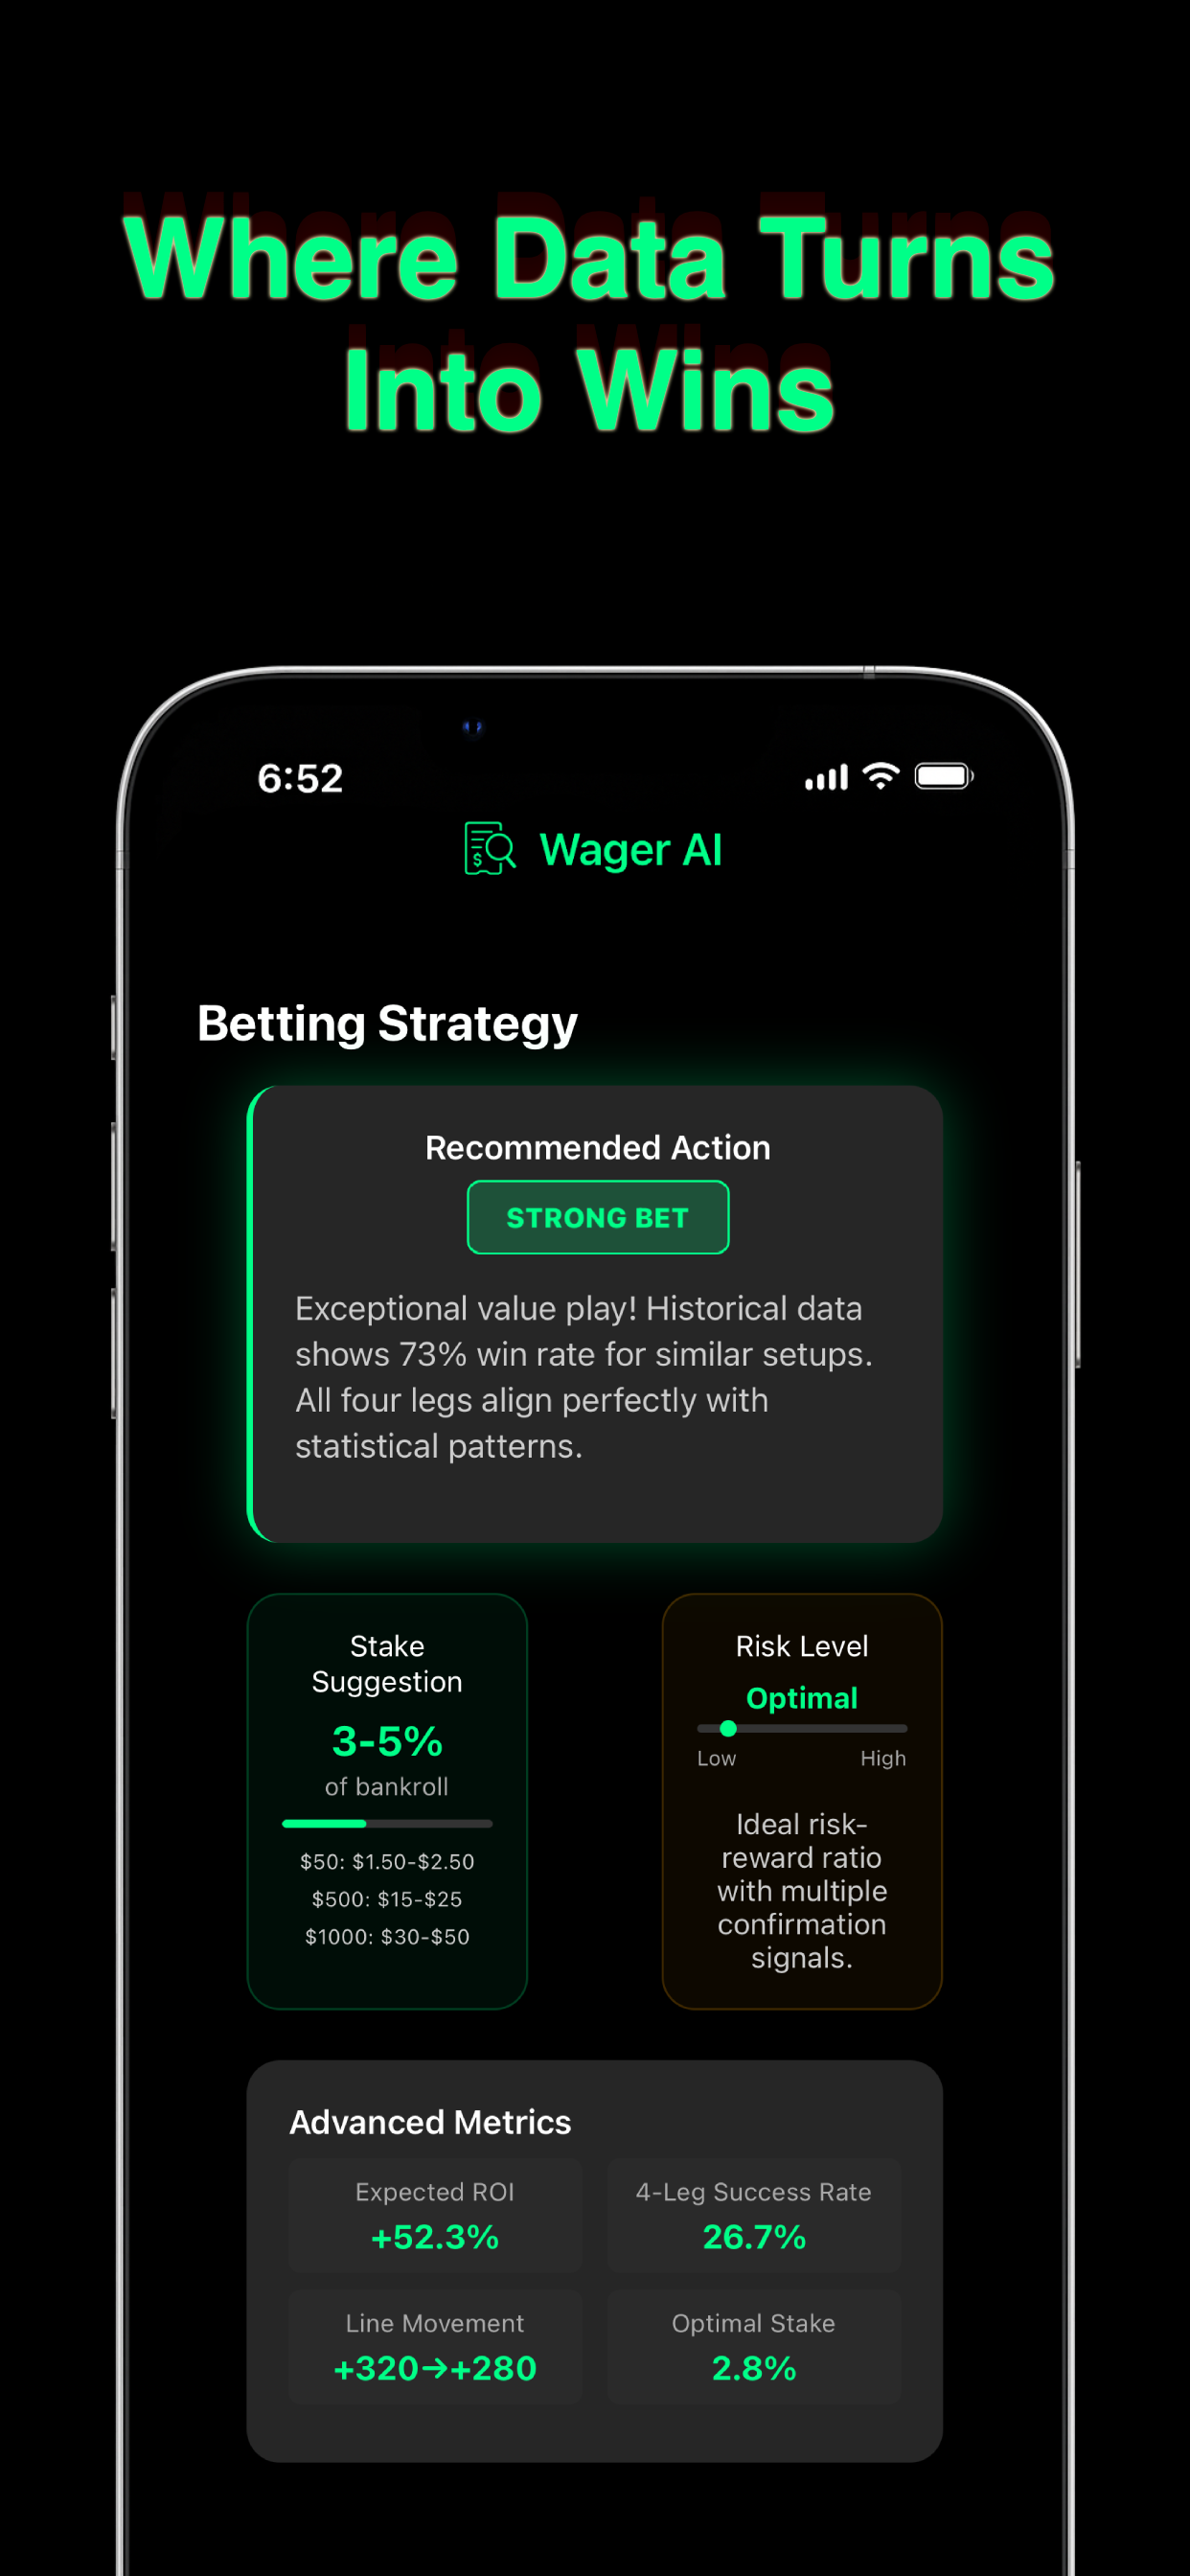 Where Data Turns
Into Wins
6:52
Wager AI
Betting Strategy
Recommended Action
STRONG BET
Exceptional value play! Historical data
shows 73% win rate for similar setups.
All four legs align perfectly with
statistical patterns.
Stake
Suggestion
3-5%
of bankroll
$50: $1.50-$2.50
$500: $15-$25
$1000: $30-$50
Risk Level
Optimal
Low High
Ideal risk-
reward ratio
with multiple
confirmation
signals.
Advanced Metrics
Expected ROI
+52.3%
4-Leg Success Rate
26.7%
Line Movement
+320→+280
Optimal Stake
2.8%